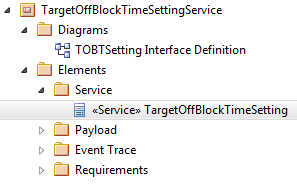 TargetOffBlockTimeSettingService
Diagrams
TOBTSetting Interface Definition
Elements
Service
«Service» TargetOffBlockTimeSetting
Payload
Event Trace
Requirements